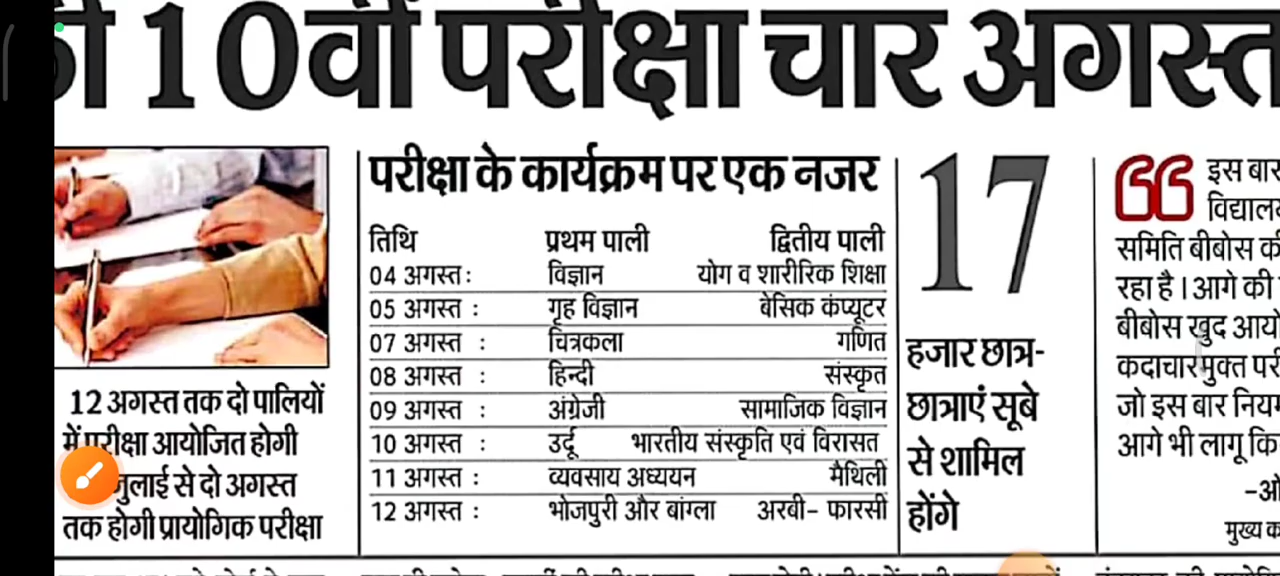 10वीं परीक्षा चार अगस्त
परीक्षा के कार्यक्रम पर एक नजर
तिथि प्रथम पाली द्वितीय पाली
04 अगस्त : विज्ञान योग व शारीरिक शिक्षा
05 अगस्त : गृह विज्ञान बेसिक कंप्यूटर
07 अगस्त : चित्रकला गणित
08 अगस्त : हिन्दी संस्कृत
09 अगस्त : अंग्रेजी सामाजिक विज्ञान
10 अगस्त : उर्दू भारतीय संस्कृति एवं विरासत
11 अगस्त : व्यवसाय अध्ययन मैथिली
12 अगस्त : भोजपुरी और बांग्ला अरबी- फारसी
12 अगस्त तक दो पालियों
में परीक्षा आयोजित होगी
से दो अगस्त
तक होगी प्रायोगिक परीक्षा
17
हजार छात्र-
छात्राएं सूबे
से शामिल
होंगे
इस बार
समिति बीबोस की
रहा है । आगे की
बीबोस खुद
कदाचारमुक्त
जो इस बार
आगे भी लागू
मुख्य